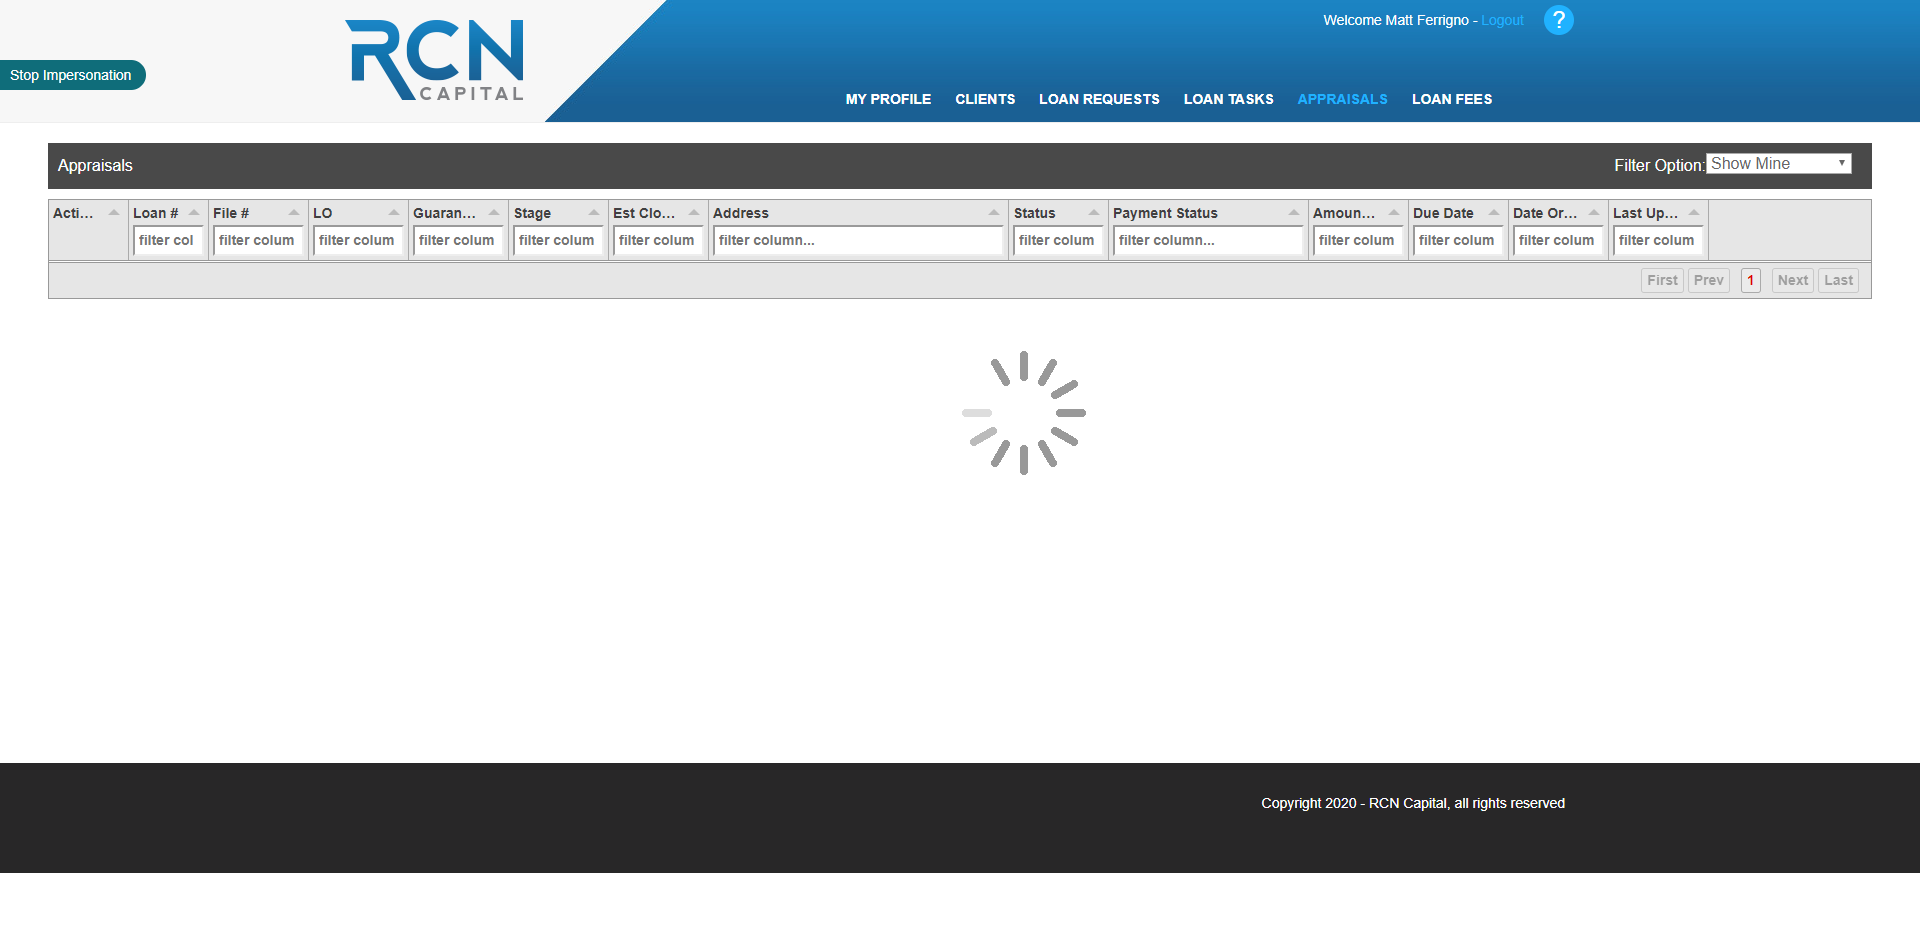 Welcome Matt Ferrigno - Logout
?
RCN
CAPITAL
Stop Impersonation
MY PROFILE CLIENTS LOAN REQUESTS LOAN TASKS APPRAISALS LOAN FEES
Appraisals
Filter Option: Show Mine
Acti... Loan # File # LO Guaran... Stage Est Clo... Address Status Payment Status Amoun... Due Date Date Or... Last Up...
filter col filter colum filter colum filter colum filter colum filter colum filter column... filter colum filter column... filter colum filter colum filter colum filter colum
First Prev 1 Next Last
Copyright 2020 - RCN Capital, all rights reserved